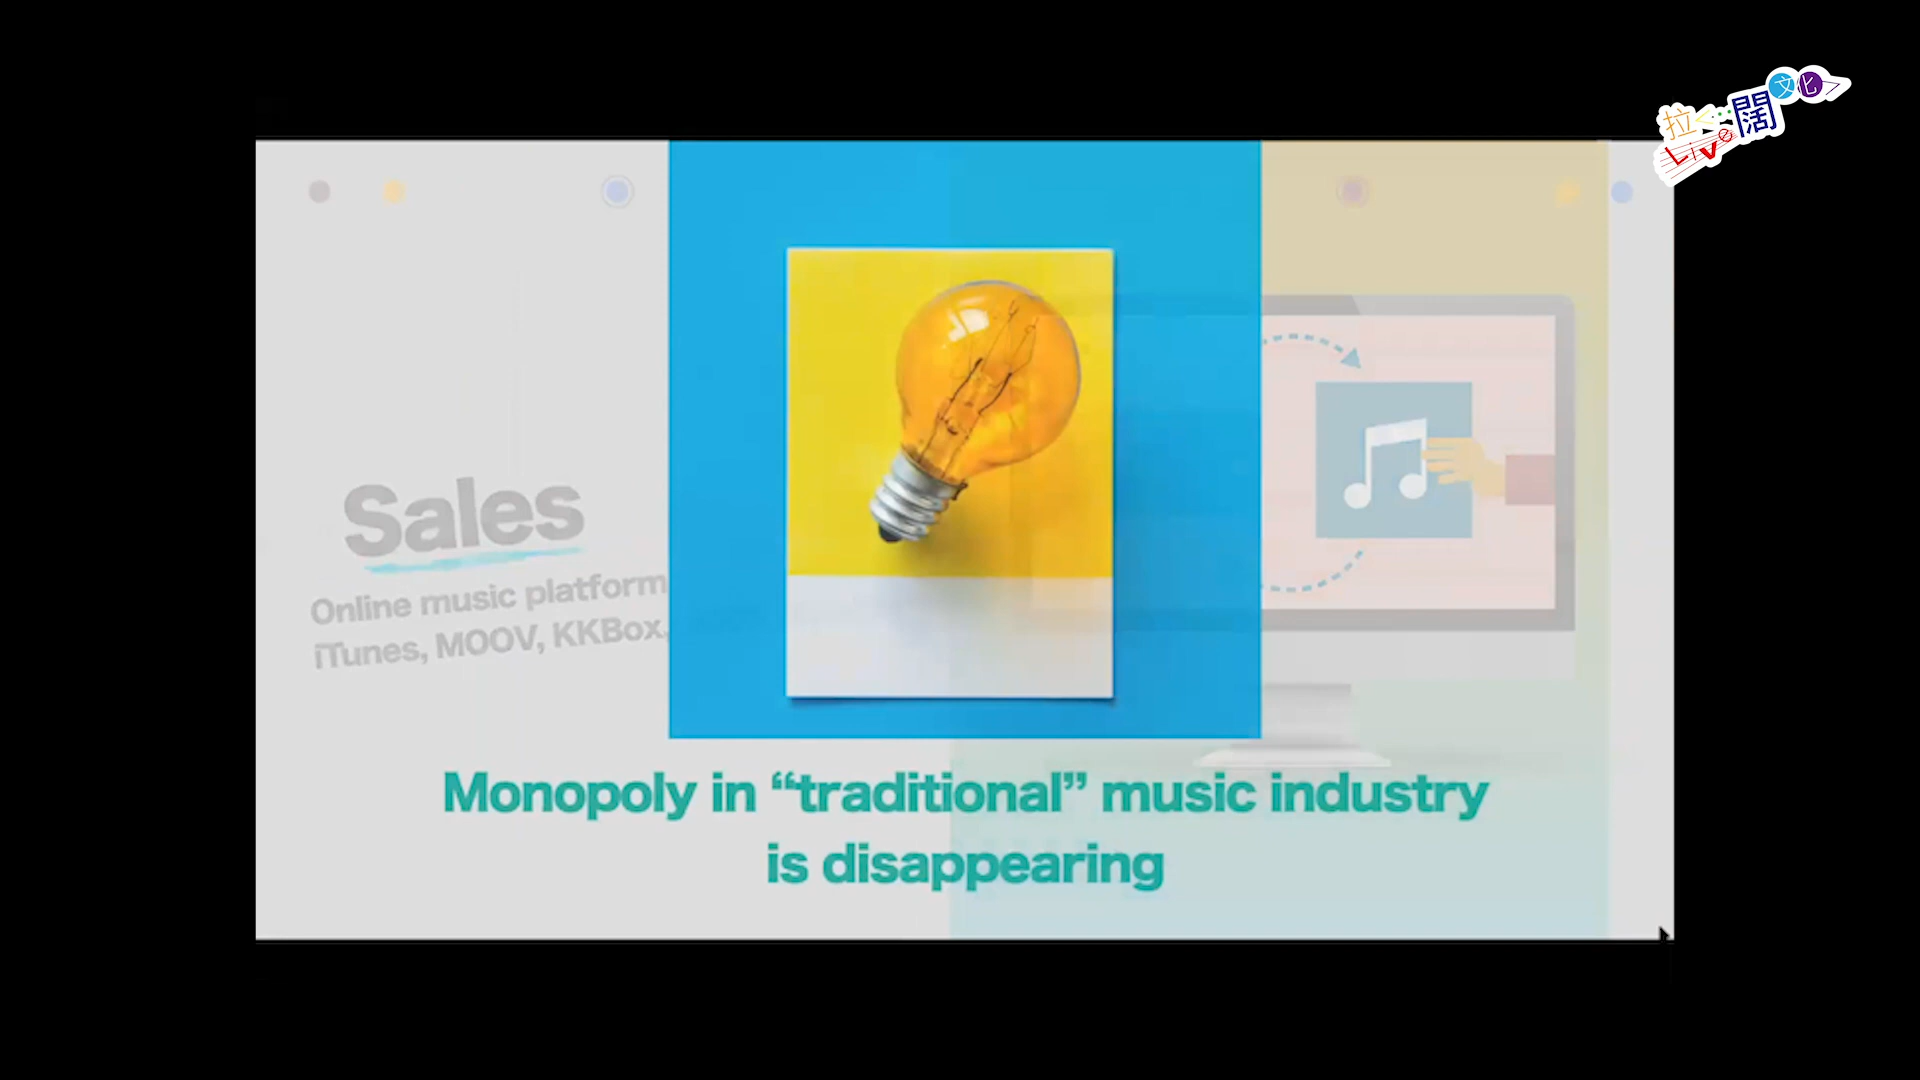 拉闊文化
Live
Sales
Online music platform
iTunes, MOOV, KKBox,
Monopoly in “traditional” music industry
is disappearing